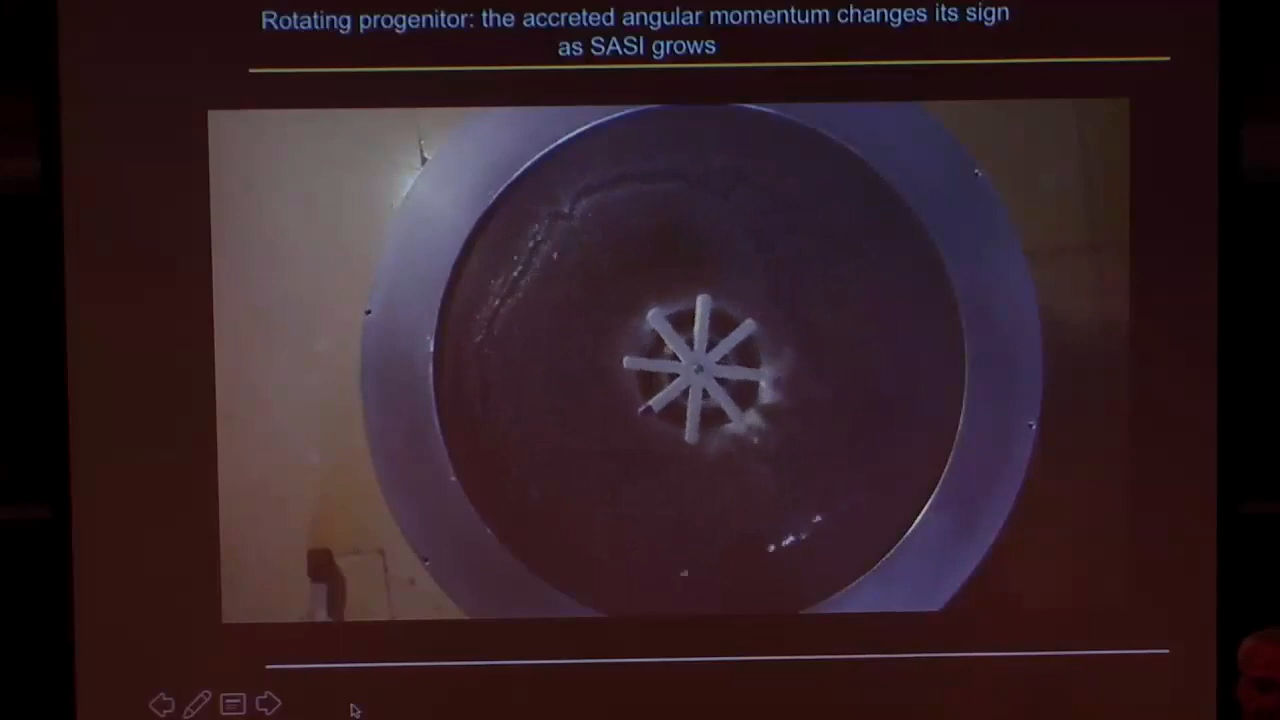 Rotating progenitor: the accreted angular momentum changes its sign
as SASI grows